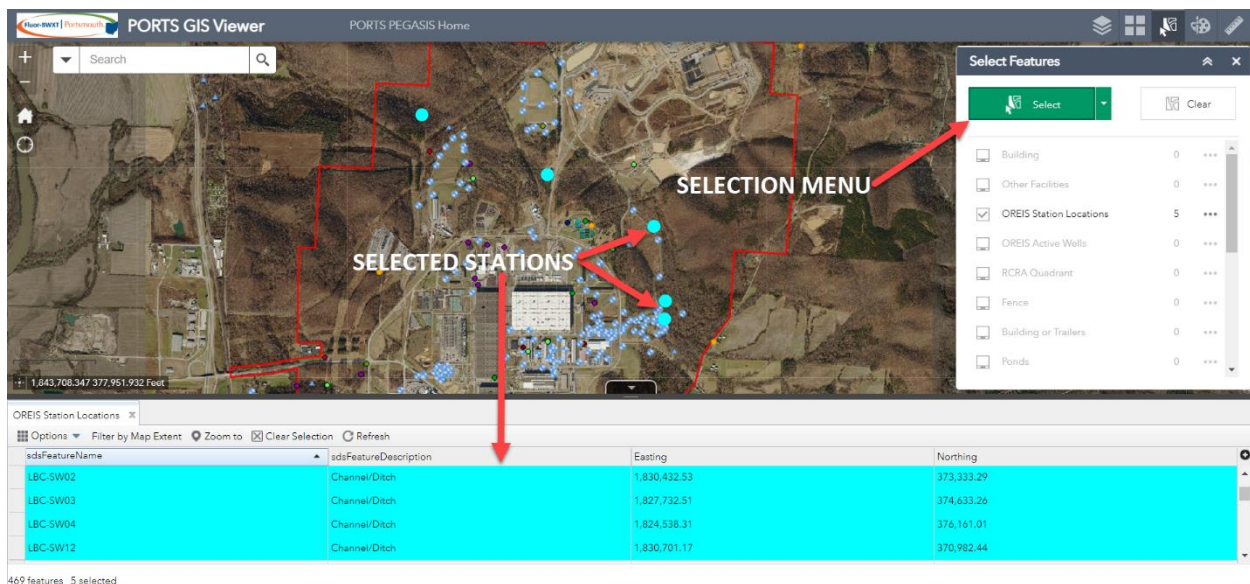 Fluor-BWXT Portsmouth PORTS GIS Viewer PORTS PEGASIS Home
Search
Select Features
Select Clear
Building 0
Other Facilities 0
OREIS Station Locations 5
OREIS Active Wells 0
RCRA Quadrant 0
Fence 0
Building or Trailers 0
Ponds 0
SELECTION MENU
SELECTED STATIONS
1,843,708.347 377,951.932 Feet
OREIS Station Locations
Options Filter by Map Extent Zoom to Clear Selection Refresh
sdsFeatureName sdsFeatureDescription Easting Northing
LBC-SW02 Channel/Ditch 1,830,432.53 373,333.29
LBC-SW03 Channel/Ditch 1,827,732.51 374,633.26
LBC-SW04 Channel/Ditch 1,824,538.31 376,161.01
LBC-SW12 Channel/Ditch 1,830,701.17 370,982.44
469 features 5 selected